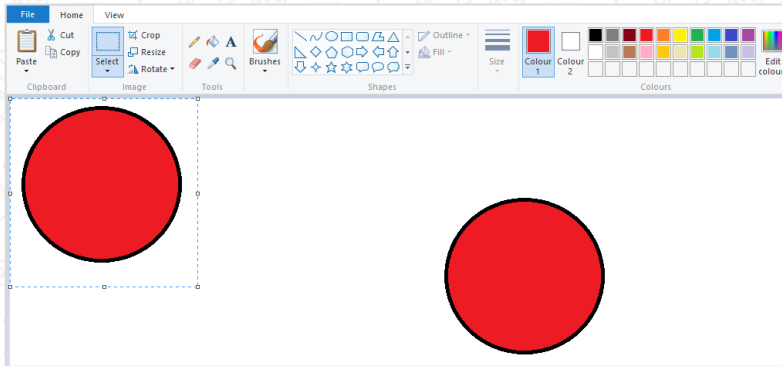 File Home View
Cut
Copy
Paste
Clipboard
Select
Crop
Resize
Rotate
Image
A
Tools
Brushes
Outline
Fill
Shapes
Size
Colour
1
Colour
2
Edit
colour
Colours